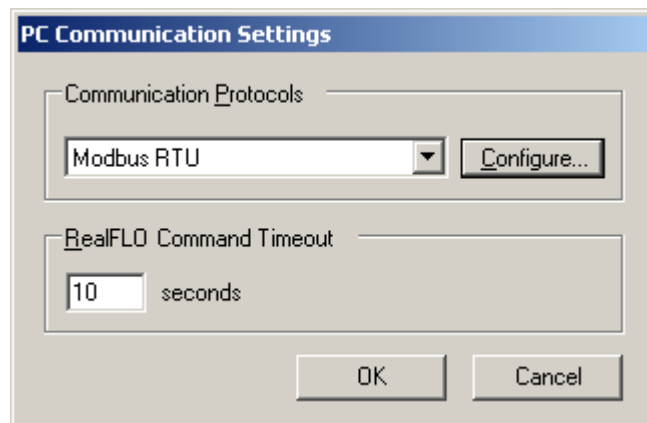 PC Communication Settings
Communication Protocols
Modbus RTU
Configure...
RealFLO Command Timeout
10 seconds
OK Cancel